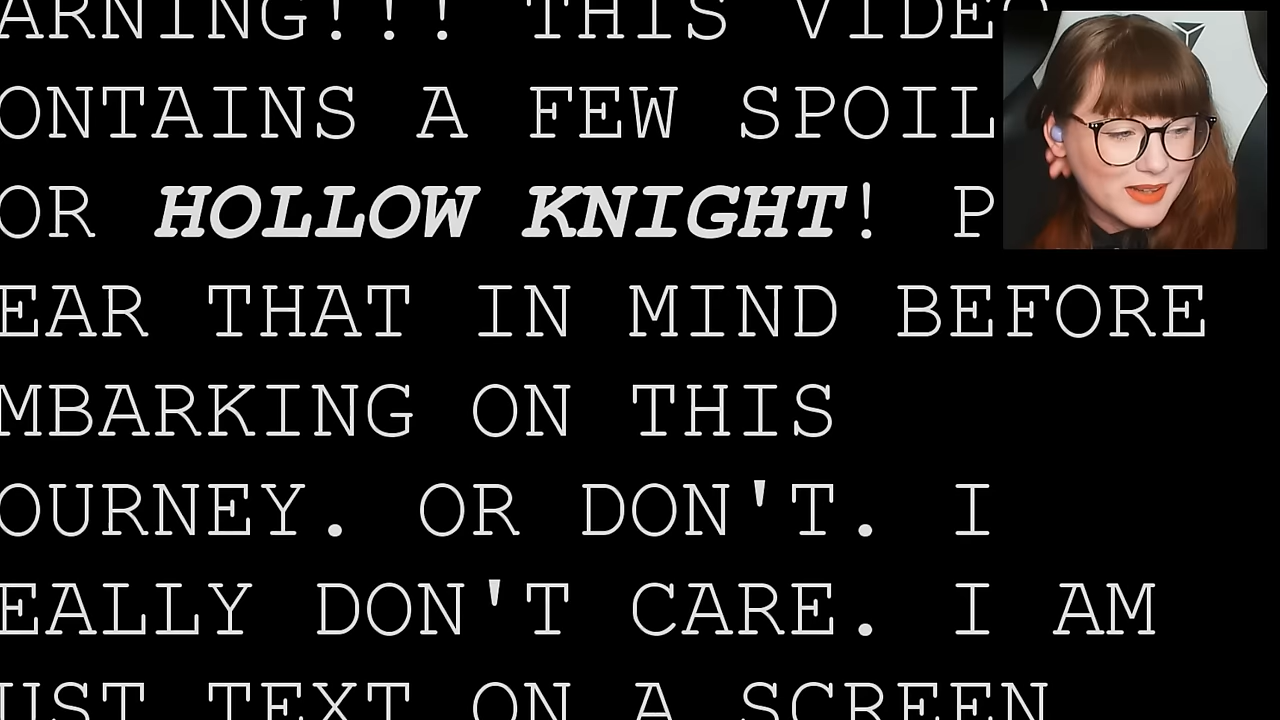 ARNING!!! THIS VIDEO
ONTAINS A FEW SPOIL
OR HOLLOW KNIGHT! P
EAR THAT IN MIND BEFORE
MBARKING ON THIS
OURNEY. OR DON'T. I
EALLY DON'T CARE. I AM
UST TEXT ON A SCREEN